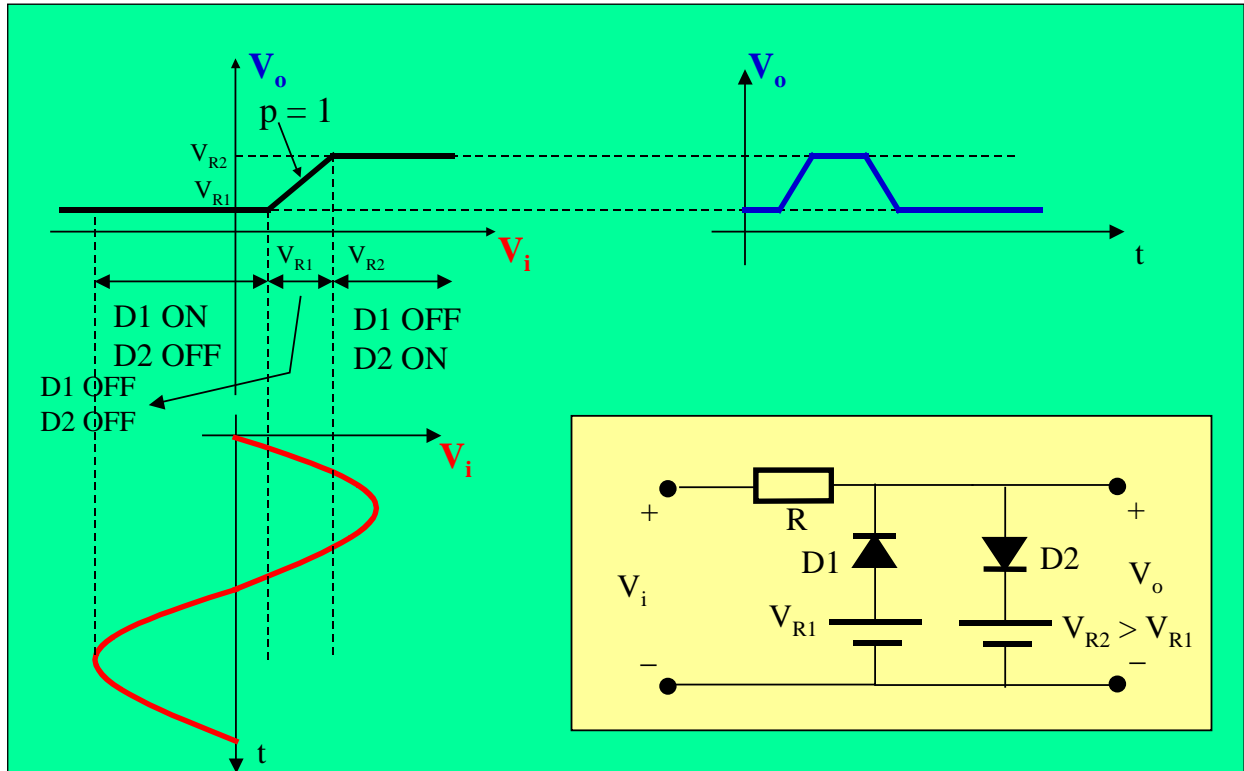 Vo
Vo
p = 1
VR2
VR1
Vi
t
VR1
VR2
D1 ON
D2 OFF
D1 OFF
D2 ON
D1 OFF
D2 OFF
Vi
t
+
R
+
D1
D2
Vi
Vo
VR1
VR2 > VR1
−
−